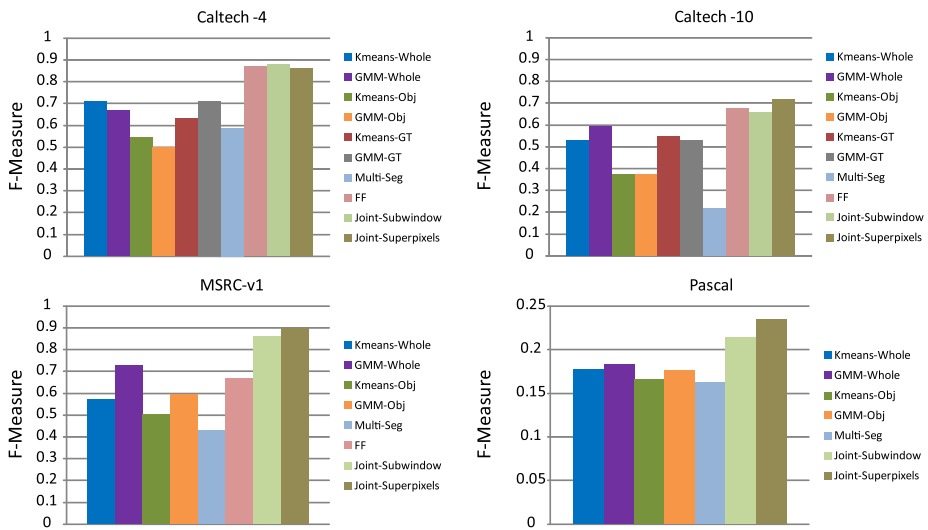 Caltech -4
F-Measure
1
0.9
0.8
0.7
0.6
0.5
0.4
0.3
0.2
0.1
0
Kmeans-Whole
GMM-Whole
Kmeans-Obj
GMM-Obj
Kmeans-GT
GMM-GT
Multi-Seg
FF
Joint-Subwindow
Joint-Superpixels
Caltech -10
F-Measure
1
0.9
0.8
0.7
0.6
0.5
0.4
0.3
0.2
0.1
0
Kmeans-Whole
GMM-Whole
Kmeans-Obj
GMM-Obj
Kmeans-GT
GMM-GT
Multi-Seg
FF
Joint-Subwindow
Joint-Superpixels
MSRC-v1
F-Measure
1
0.9
0.8
0.7
0.6
0.5
0.4
0.3
0.2
0.1
0
Kmeans-Whole
GMM-Whole
Kmeans-Obj
GMM-Obj
Multi-Seg
FF
Joint-Subwindow
Joint-Superpixels
Pascal
F-Measure
0.25
0.2
0.15
0.1
0.05
0
Kmeans-Whole
GMM-Whole
Kmeans-Obj
GMM-Obj
Multi-Seg
Joint-Subwindow
Joint-Superpixels